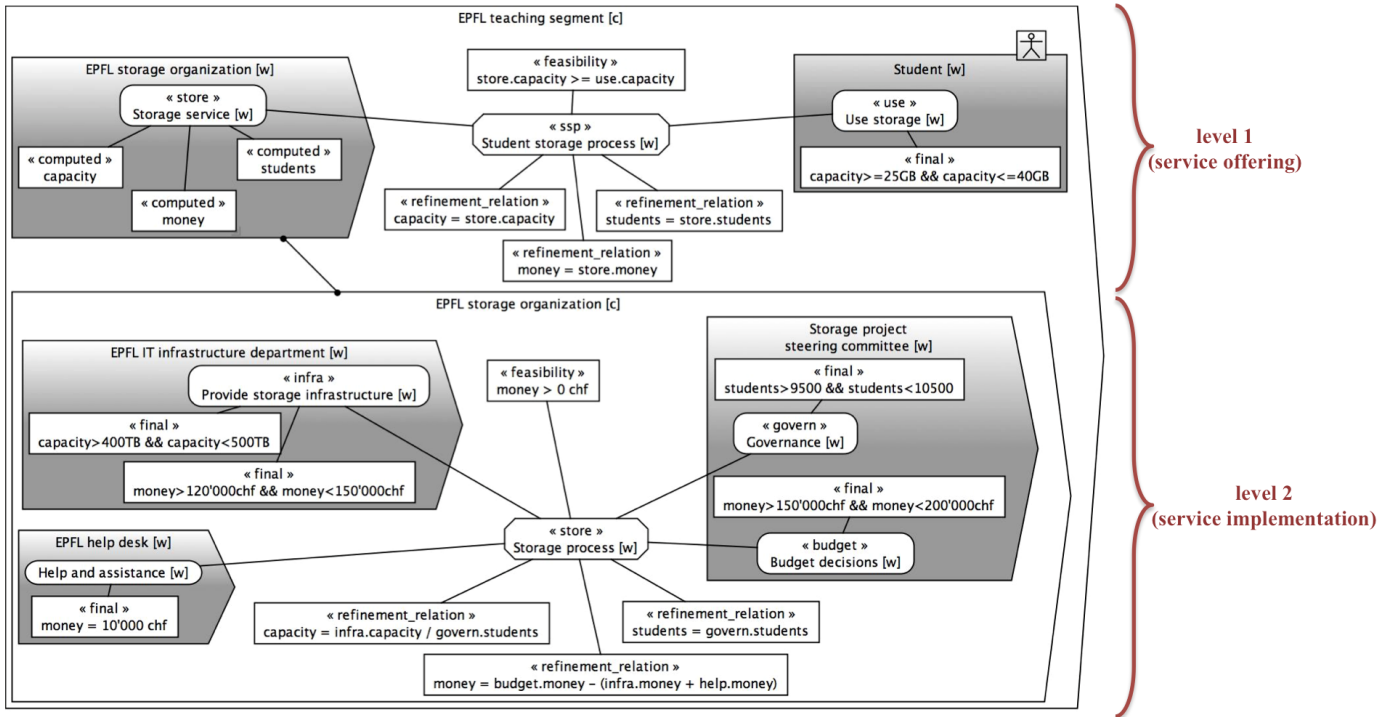 EPFL teaching segment [c]
EPFL storage organization [w]
« store »
Storage service [w]
« computed »
capacity
« computed »
money
« computed »
students
« feasibility »
store.capacity >= use.capacity
« ssp »
Student storage process [w]
« refinement_relation »
capacity = store.capacity
« refinement_relation »
students = store.students
« refinement_relation »
money = store.money
Student [w]
« use »
Use storage [w]
« final »
capacity>=25GB && capacity<=40GB
level 1
(service offering)
EPFL storage organization [c]
EPFL IT infrastructure department [w]
« infra »
Provide storage infrastructure [w]
« final »
capacity>400TB && capacity<500TB
« final »
money>120'000chf && money<150'000chf
« feasibility »
money > 0 chf
Storage project
steering committee [w]
« final »
students>9500 && students<10500
« govern »
Governance [w]
« final »
money>150'000chf && money<200'000chf
« budget »
Budget decisions [w]
« store »
Storage process [w]
EPFL help desk [w]
Help and assistance [w]
« final »
money = 10'000 chf
« refinement_relation »
capacity = infra.capacity / govern.students
« refinement_relation »
students = govern.students
« refinement_relation »
money = budget.money − (infra.money + help.money)
level 2
(service implementation)